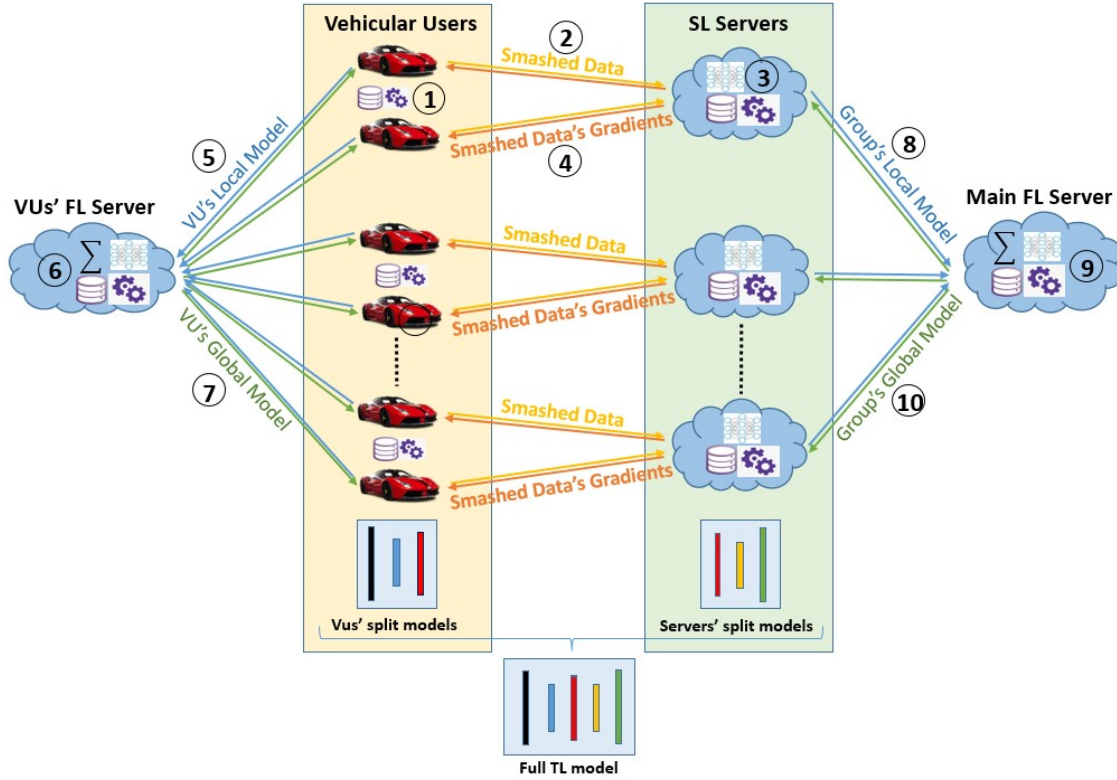 Vehicular Users
SL Servers
2
Smashed Data
3
1
Smashed Data's Gradients
4
5
VU's Local Model
Group's Local Model
8
VUs' FL Server
Main FL Server
6
∑
Smashed Data
∑
9
Smashed Data's Gradients
7
VU's Global Model
Group's Global Model
10
Smashed Data
Smashed Data's Gradients
Vus' split models
Servers' split models
Full TL model